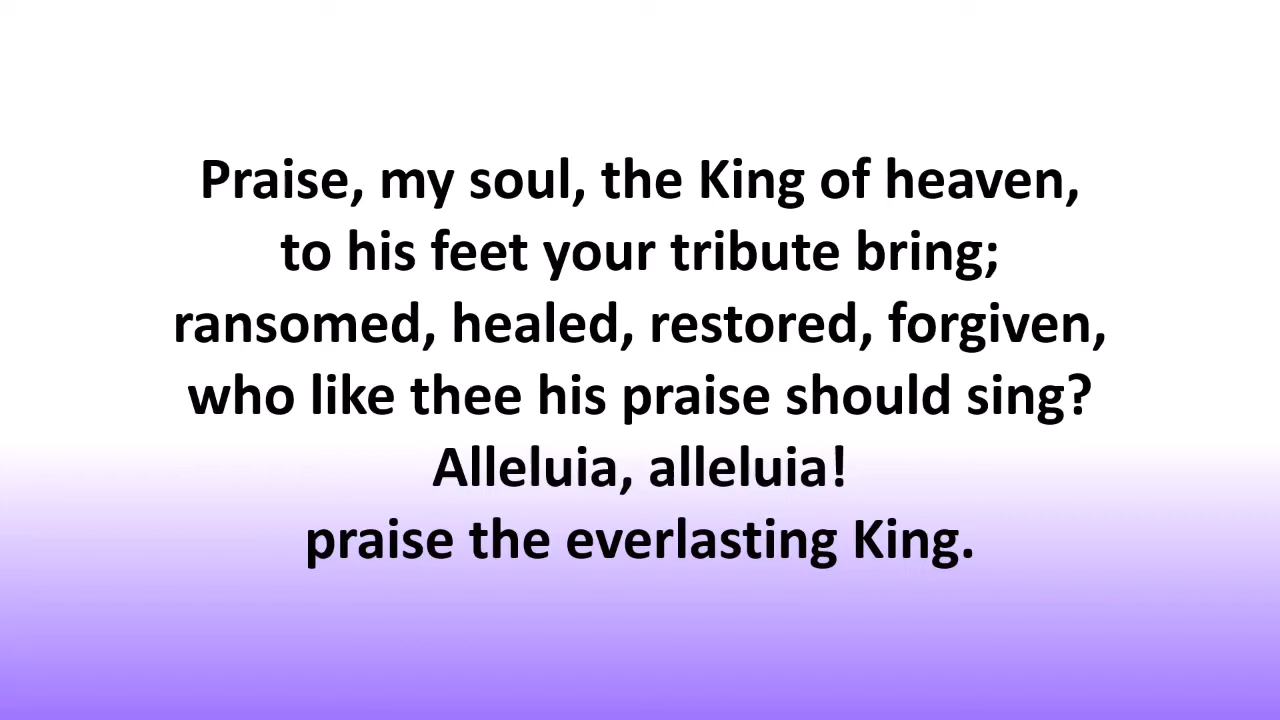 Praise, my soul, the King of heaven,
to his feet your tribute bring;
ransomed, healed, restored, forgiven,
who like thee his praise should sing?
Alleluia, alleluia!
praise the everlasting King.